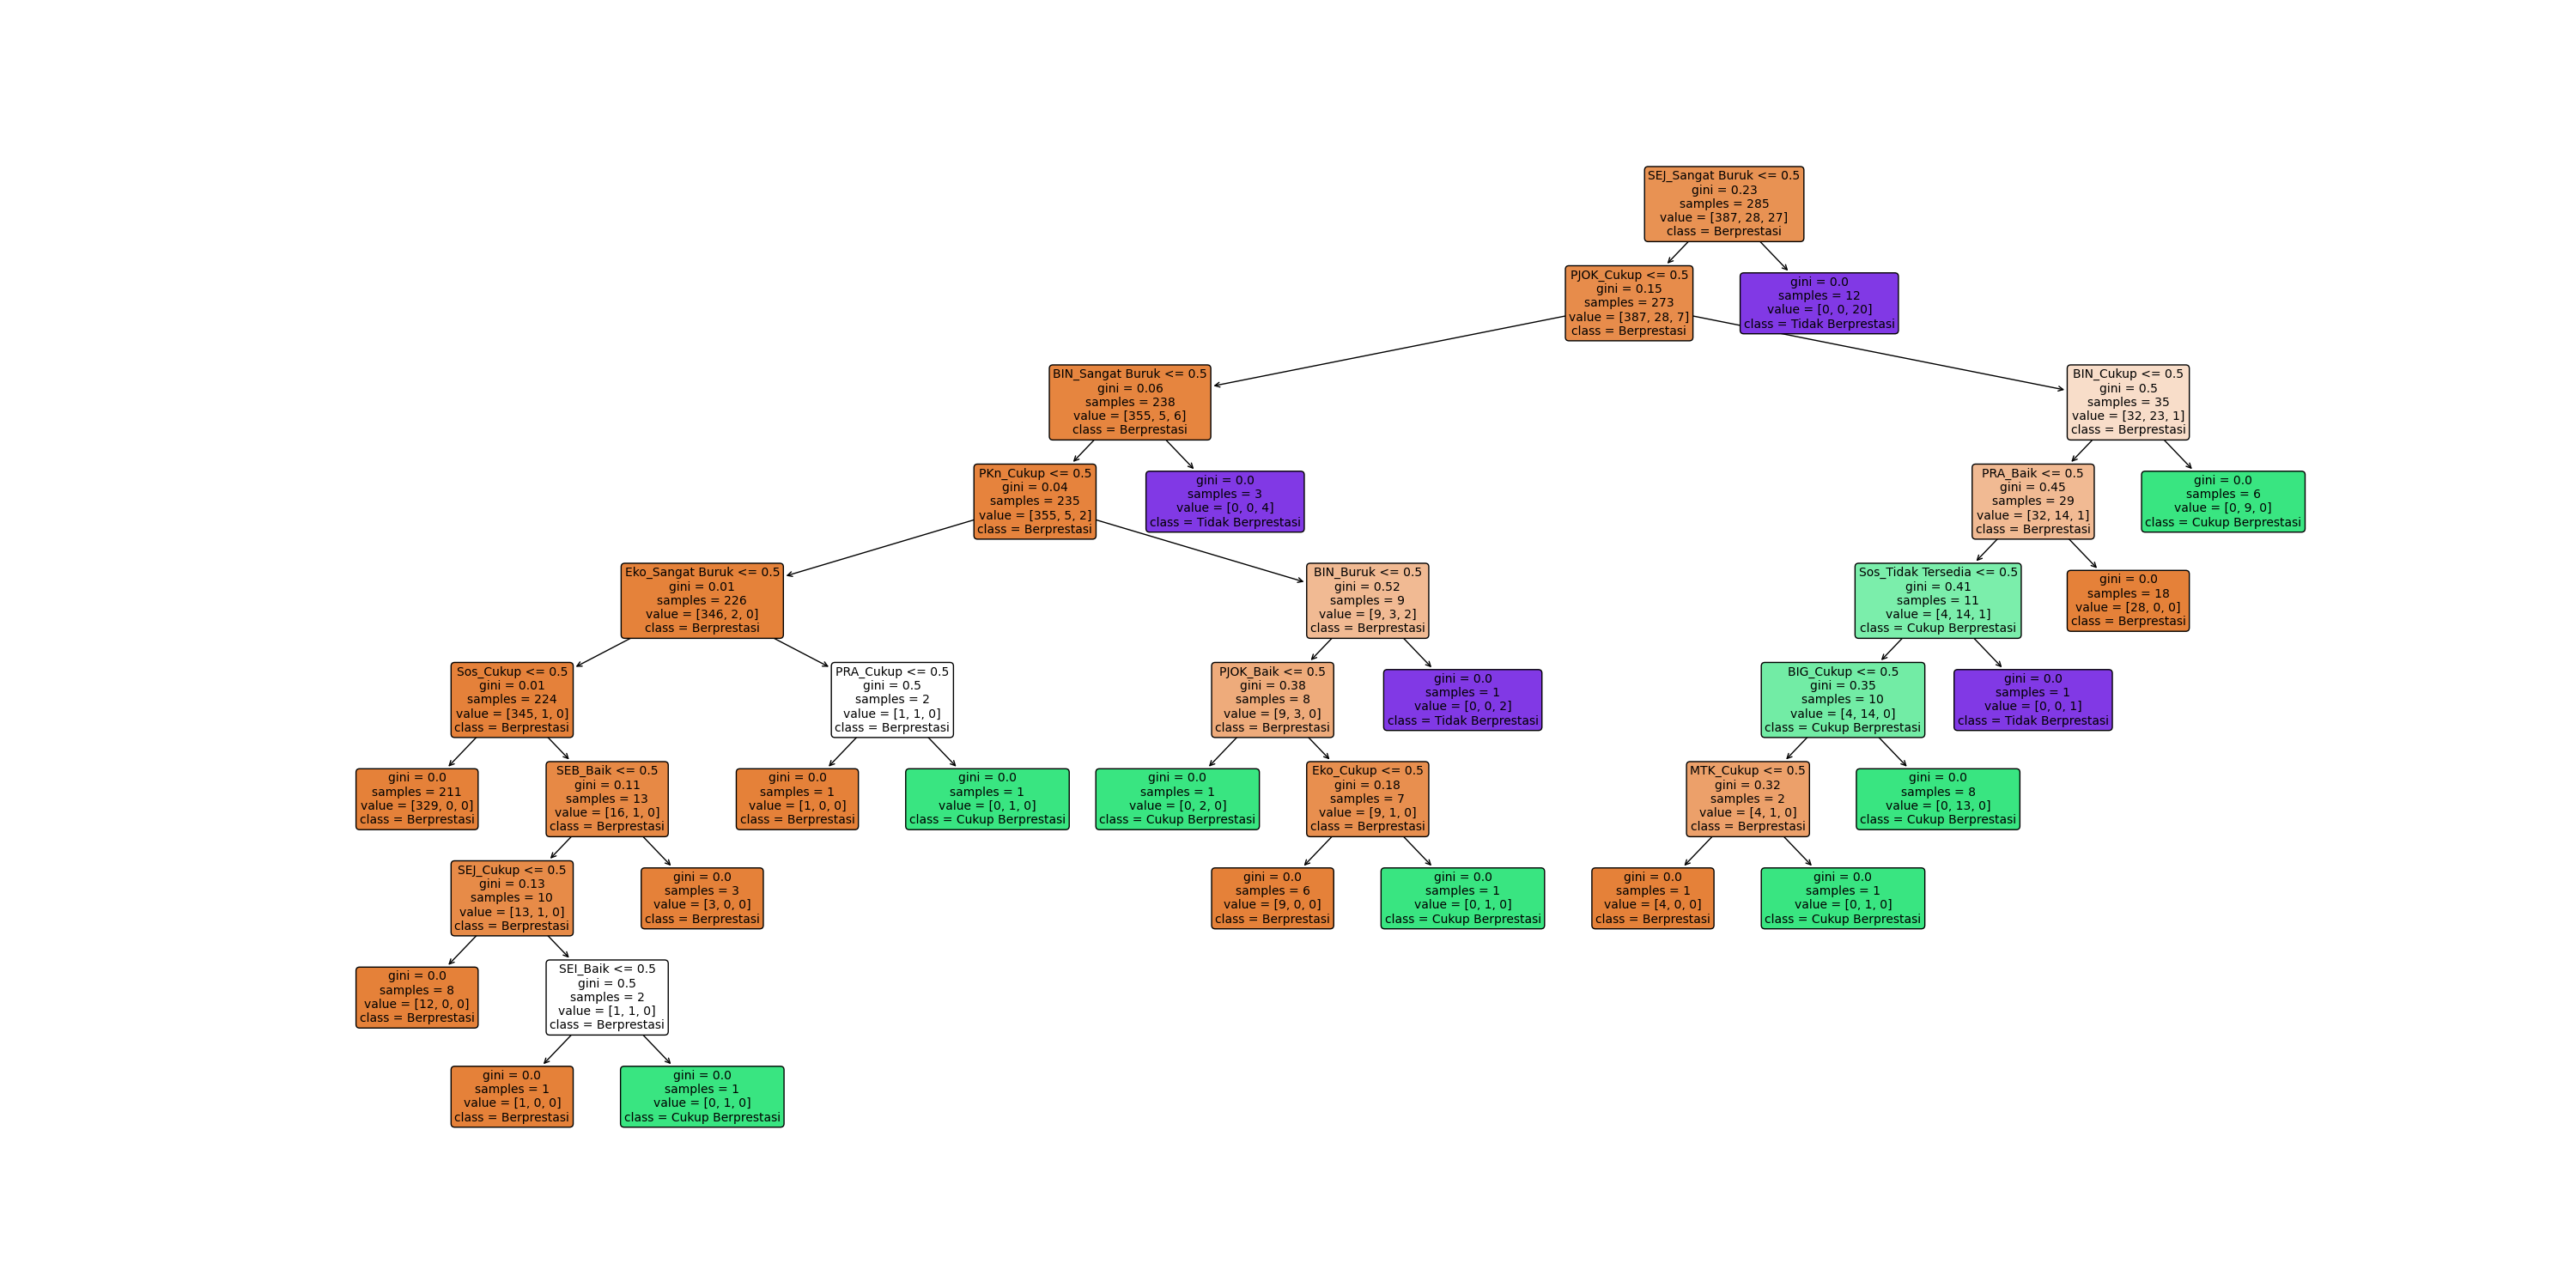 SEJ_Sangat Buruk <= 0.5
gini = 0.23
samples = 285
value = [387, 28, 27]
class = Berprestasi
PJOK_Cukup <= 0.5
gini = 0.15
samples = 273
value = [387, 28, 7]
class = Berprestasi
gini = 0.0
samples = 12
value = [0, 0, 20]
class = Tidak Berprestasi
BIN_Sangat Buruk <= 0.5
gini = 0.06
samples = 238
value = [355, 5, 6]
class = Berprestasi
BIN_Cukup <= 0.5
gini = 0.5
samples = 35
value = [32, 23, 1]
class = Berprestasi
PKn_Cukup <= 0.5
gini = 0.04
samples = 235
value = [355, 5, 2]
class = Berprestasi
gini = 0.0
samples = 3
value = [0, 0, 4]
class = Tidak Berprestasi
PRA_Baik <= 0.5
gini = 0.45
samples = 29
value = [32, 14, 1]
class = Berprestasi
gini = 0.0
samples = 6
value = [0, 9, 0]
class = Cukup Berprestasi
Eko_Sangat Buruk <= 0.5
gini = 0.01
samples = 226
value = [346, 2, 0]
class = Berprestasi
BIN_Buruk <= 0.5
gini = 0.52
samples = 9
value = [9, 3, 2]
class = Berprestasi
Sos_Tidak Tersedia <= 0.5
gini = 0.41
samples = 11
value = [4, 14, 1]
class = Cukup Berprestasi
gini = 0.0
samples = 18
value = [28, 0, 0]
class = Berprestasi
Sos_Cukup <= 0.5
gini = 0.01
samples = 224
value = [345, 1, 0]
class = Berprestasi
PRA_Cukup <= 0.5
gini = 0.5
samples = 2
value = [1, 1, 0]
class = Berprestasi
PJOK_Baik <= 0.5
gini = 0.38
samples = 8
value = [9, 3, 0]
class = Berprestasi
gini = 0.0
samples = 1
value = [0, 0, 2]
class = Tidak Berprestasi
BIG_Cukup <= 0.5
gini = 0.35
samples = 10
value = [4, 14, 0]
class = Cukup Berprestasi
gini = 0.0
samples = 1
value = [0, 0, 1]
class = Tidak Berprestasi
gini = 0.0
samples = 211
value = [329, 0, 0]
class = Berprestasi
SEB_Baik <= 0.5
gini = 0.11
samples = 13
value = [16, 1, 0]
class = Berprestasi
gini = 0.0
samples = 1
value = [1, 0, 0]
class = Berprestasi
gini = 0.0
samples = 1
value = [0, 1, 0]
class = Cukup Berprestasi
gini = 0.0
samples = 1
value = [0, 2, 0]
class = Cukup Berprestasi
Eko_Cukup <= 0.5
gini = 0.18
samples = 7
value = [9, 1, 0]
class = Berprestasi
MTK_Cukup <= 0.5
gini = 0.32
samples = 2
value = [4, 1, 0]
class = Berprestasi
gini = 0.0
samples = 8
value = [0, 13, 0]
class = Cukup Berprestasi
SEJ_Cukup <= 0.5
gini = 0.13
samples = 10
value = [13, 1, 0]
class = Berprestasi
gini = 0.0
samples = 3
value = [3, 0, 0]
class = Berprestasi
gini = 0.0
samples = 6
value = [9, 0, 0]
class = Berprestasi
gini = 0.0
samples = 1
value = [0, 1, 0]
class = Cukup Berprestasi
gini = 0.0
samples = 1
value = [4, 0, 0]
class = Berprestasi
gini = 0.0
samples = 1
value = [0, 1, 0]
class = Cukup Berprestasi
gini = 0.0
samples = 8
value = [12, 0, 0]
class = Berprestasi
SEI_Baik <= 0.5
gini = 0.5
samples = 2
value = [1, 1, 0]
class = Berprestasi
gini = 0.0
samples = 1
value = [1, 0, 0]
class = Berprestasi
gini = 0.0
samples = 1
value = [0, 1, 0]
class = Cukup Berprestasi